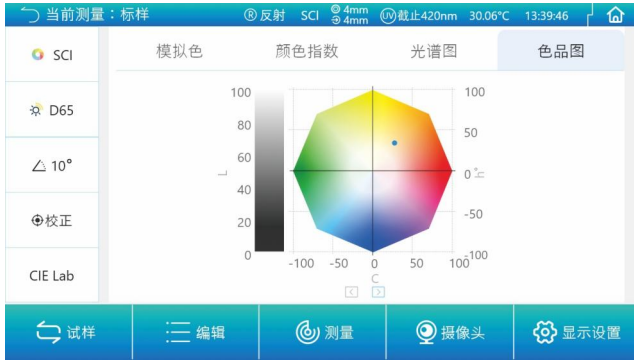 当前测量：标样 Ⓡ反射 SCI ◎4mm ⊕4mm UV截止420nm 30.06℃ 13:39:46
SCI
D65
10°
校正
CIE Lab
模拟色 颜色指数 光谱图 色品图
100
80
60
40
20
0
L
100
50
0
-50
-100
h°
-100 -50 0 50 100
C
试样 编辑 测量 摄像头 显示设置